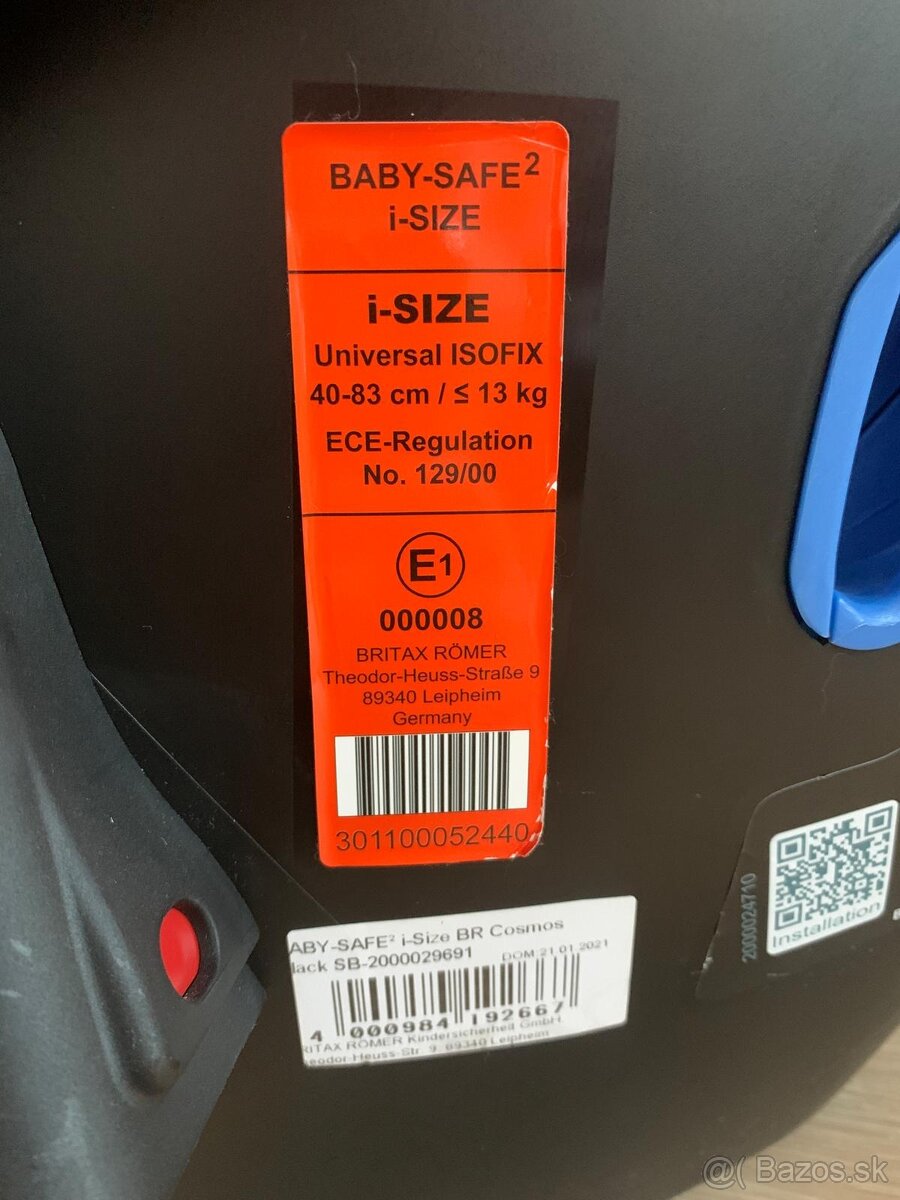 BABY-SAFE²
i-SIZE
i-SIZE
Universal ISOFIX
40-83 cm / ≤ 13 kg
ECE-Regulation
No. 129/00
E1
000008
BRITAX RÖMER
Theodor-Heuss-Straße 9
89340 Leipheim
Germany
301100052440
ABY-SAFE² i-Size BR Cosmos
lack SB-2000029691 DOM:21.01.2021
4 000984 192667
RITAX RÖMER Kindersicherheit GmbH.
eodor-Heuss-Str. 9, 89340 Leipheim
2000024710
Installation
@( Bazos.sk